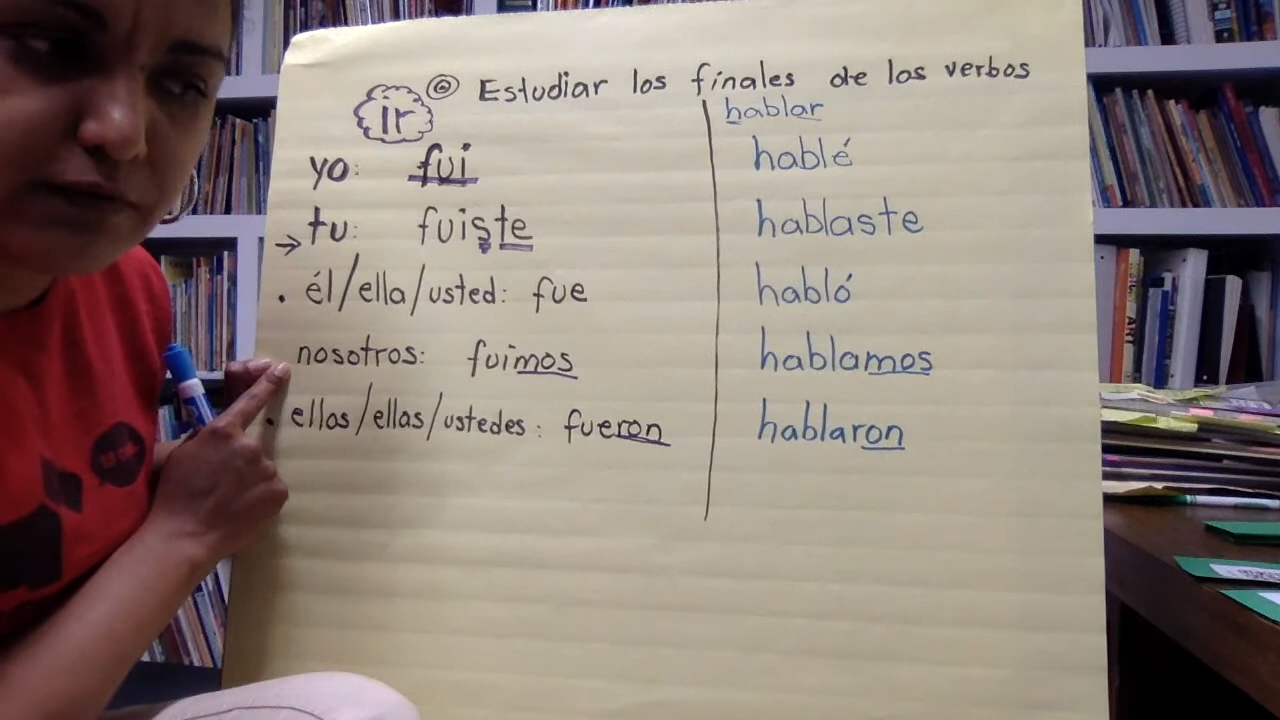 Estudiar los finales de los verbos
ir
yo: fui
tu: fuiste
él/ella/usted: fue
nosotros: fuimos
ellos/ellas/ustedes: fueron
hablar
hablé
hablaste
habló
hablamos
hablaron
ART